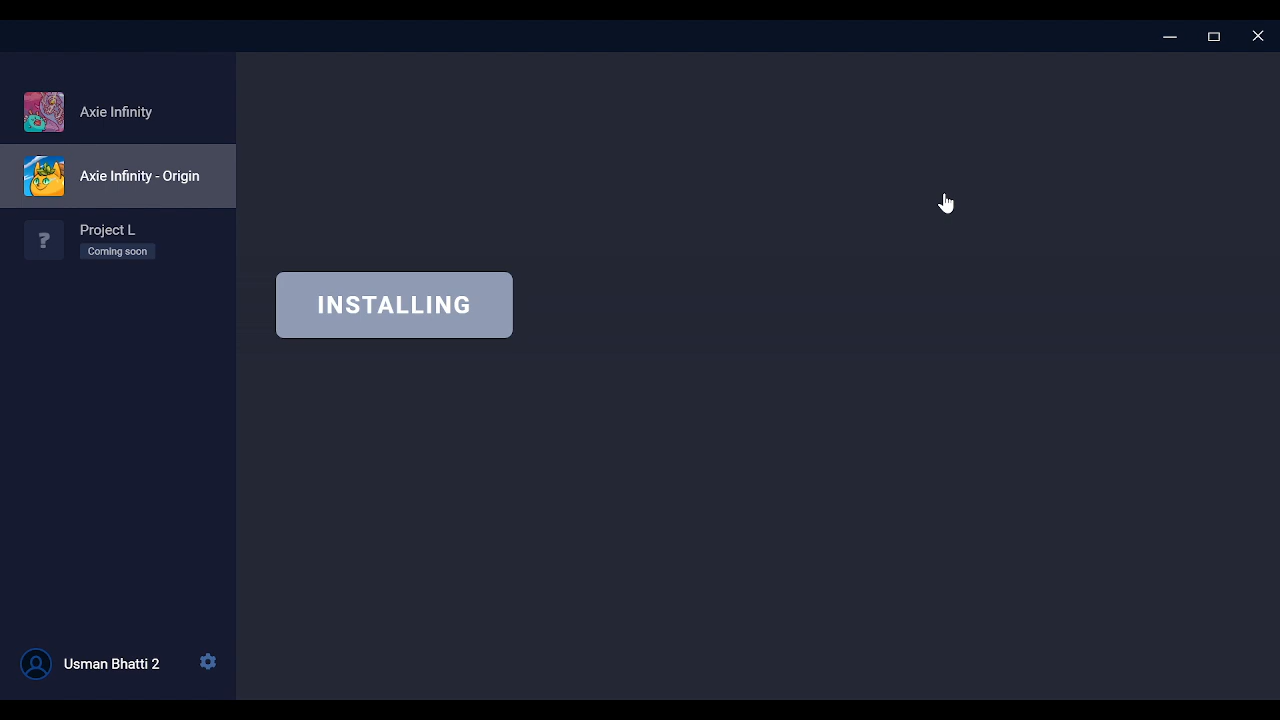 Axie Infinity
Axie Infinity - Origin
?
Project L
Coming soon
INSTALLING
Usman Bhatti 2